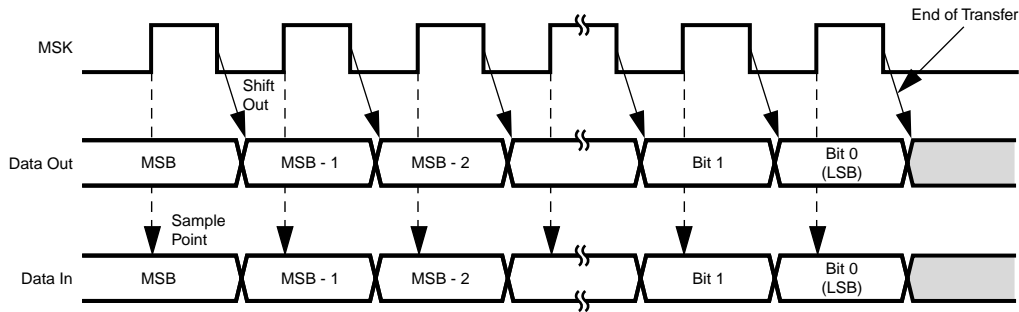 End of Transfer
MSK
Shift
Out
Data Out
MSB
MSB - 1
MSB - 2
Bit 1
Bit 0
(LSB)
Sample
Point
Data In
MSB
MSB - 1
MSB - 2
Bit 1
Bit 0
(LSB)